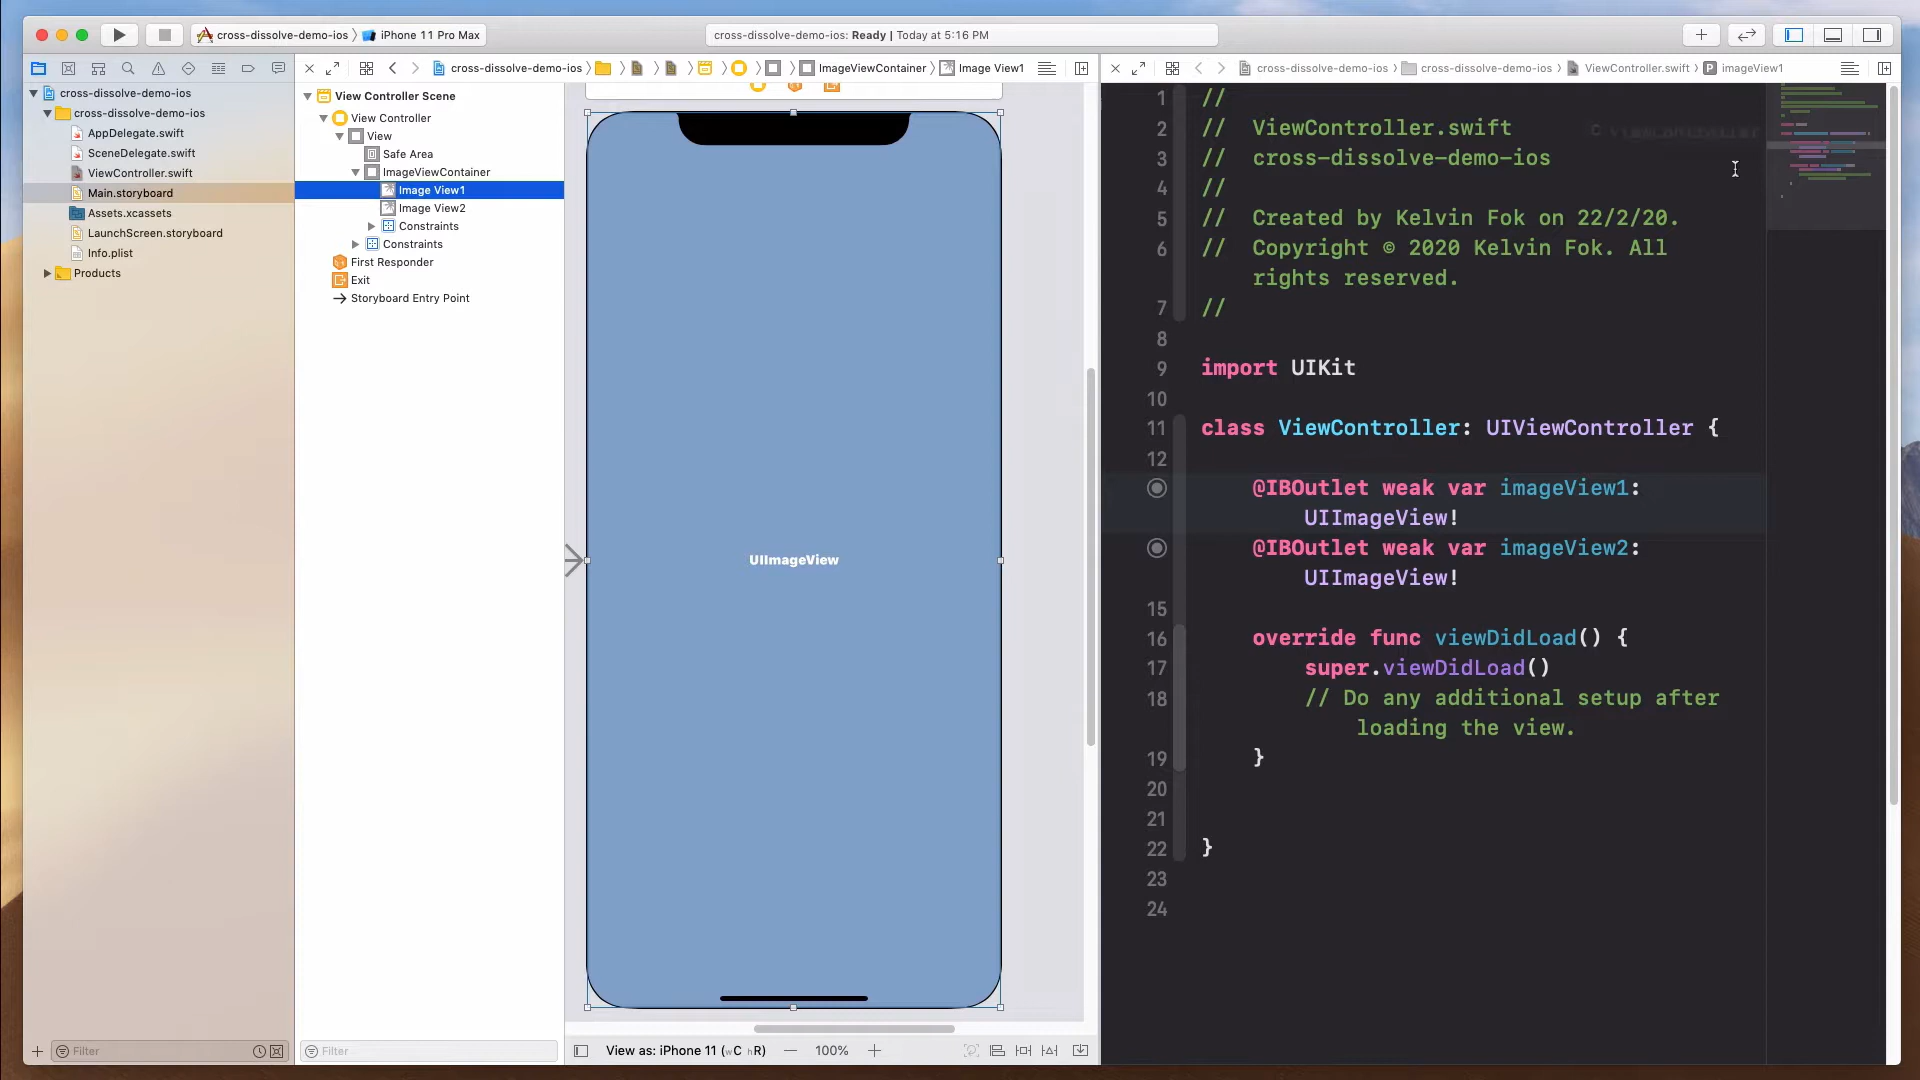 cross-dissolve-demo-ios
iPhone 11 Pro Max
cross-dissolve-demo-ios: Ready | Today at 5:16 PM
cross-dissolve-demo-ios
ImageViewContainer
Image View1
cross-dissolve-demo-ios
cross-dissolve-demo-ios
ViewController.swift
P imageView1
cross-dissolve-demo-ios
cross-dissolve-demo-ios
AppDelegate.swift
SceneDelegate.swift
ViewController.swift
Main.storyboard
Assets.xcassets
LaunchScreen.storyboard
Info.plist
Products
Filter
View Controller Scene
View Controller
View
Safe Area
ImageViewContainer
Image View1
Image View2
Constraints
Constraints
First Responder
Exit
Storyboard Entry Point
Filter
UIImageView
View as: iPhone 11 (wC hR)
100%
1 //
2 // ViewController.swift
3 // cross-dissolve-demo-ios
4 //
5 // Created by Kelvin Fok on 22/2/20.
6 // Copyright © 2020 Kelvin Fok. All
rights reserved.
7 //
8
9 import UIKit
10
11 class ViewController: UIViewController {
12
@IBOutlet weak var imageView1:
UIImageView!
@IBOutlet weak var imageView2:
UIImageView!
15
16 override func viewDidLoad() {
17 super.viewDidLoad()
18 // Do any additional setup after
loading the view.
19 }
20
21
22 }
23
24